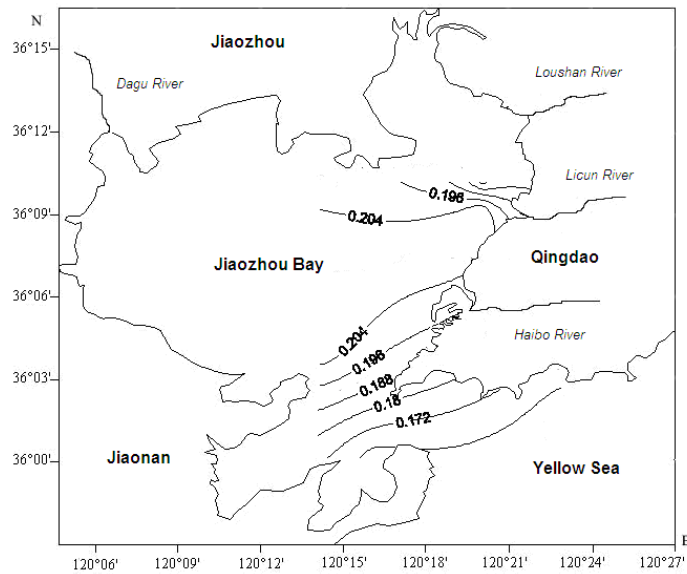 N
Jiaozhou
36°15'
Dagu River
Loushan River
36°12'
Licun River
0.196
36°09'
0.204
Qingdao
Jiaozhou Bay
36°06'
0.204
Haibo River
0.196
36°03'
0.188
0.18
0.172
Jiaonan
36°00'
Yellow Sea
E
120°06'
120°09'
120°12'
120°15'
120°18'
120°21'
120°24'
120°27'